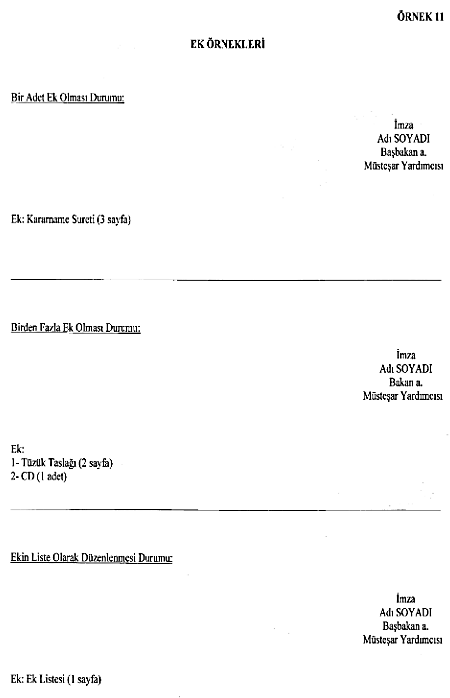 ÖRNEK 11
EK ÖRNEKLERİ
Bir Adet Ek Olması Durumu:
İmza
Adı SOYADI
Başbakan a.
Müsteşar Yardımcısı
Ek: Kararname Sureti (3 sayfa)
Birden Fazla Ek Olması Durumu:
İmza
Adı SOYADI
Bakan a.
Müsteşar Yardımcısı
Ek:
1- Tüzük Taslağı (2 sayfa)
2- CD (1 adet)
Ekin Liste Olarak Düzenlenmesi Durumu:
İmza
Adı SOYADI
Başbakan a.
Müsteşar Yardımcısı
Ek: Ek Listesi (1 sayfa)